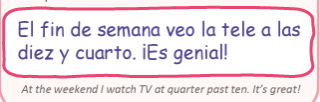 El fin de semana veo la tele a las
diez y cuarto. ¡Es genial!
At the weekend I watch TV at quarter past ten. It's great!